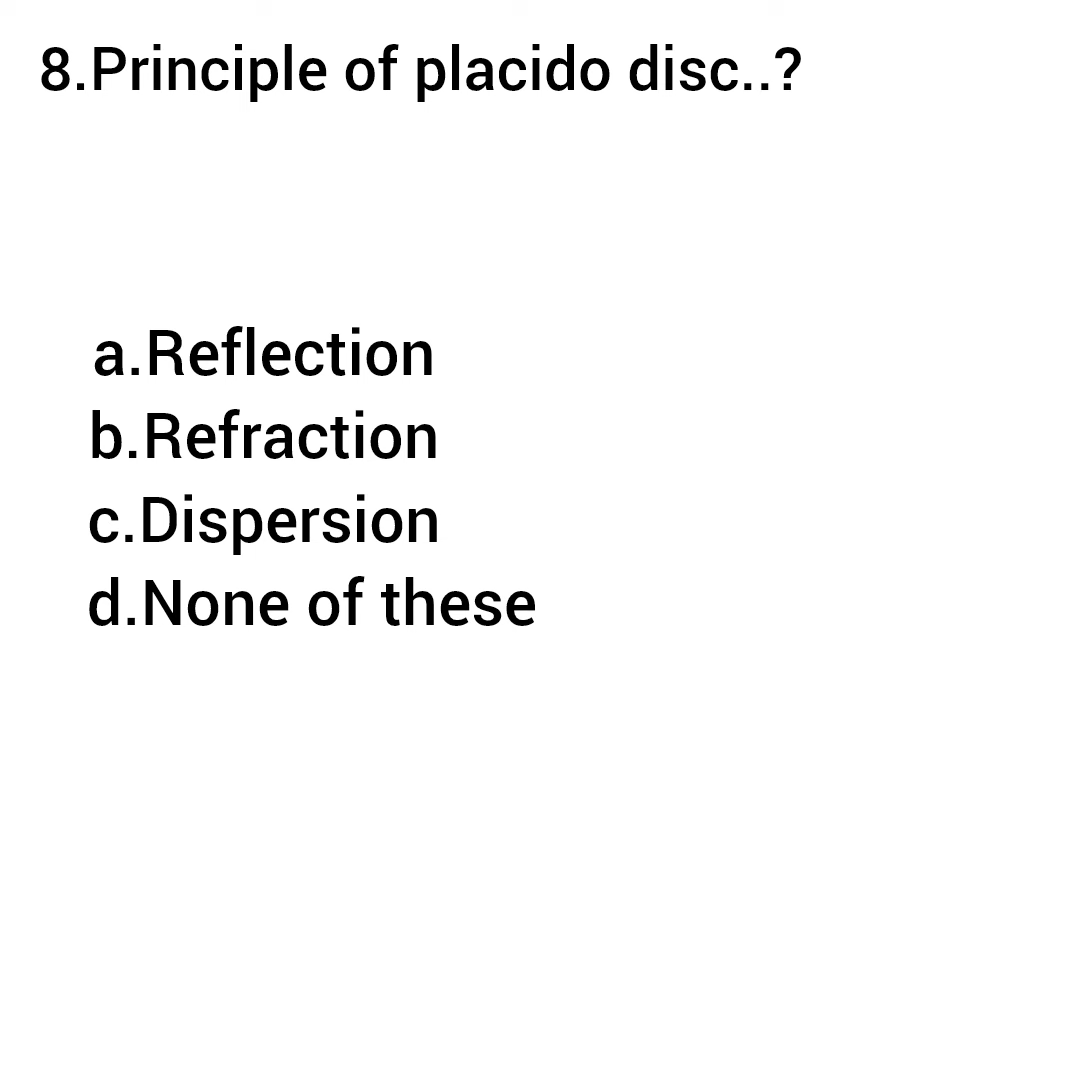 8.Principle of placido disc..?
a.Reflection
b.Refraction
c.Dispersion
d.None of these